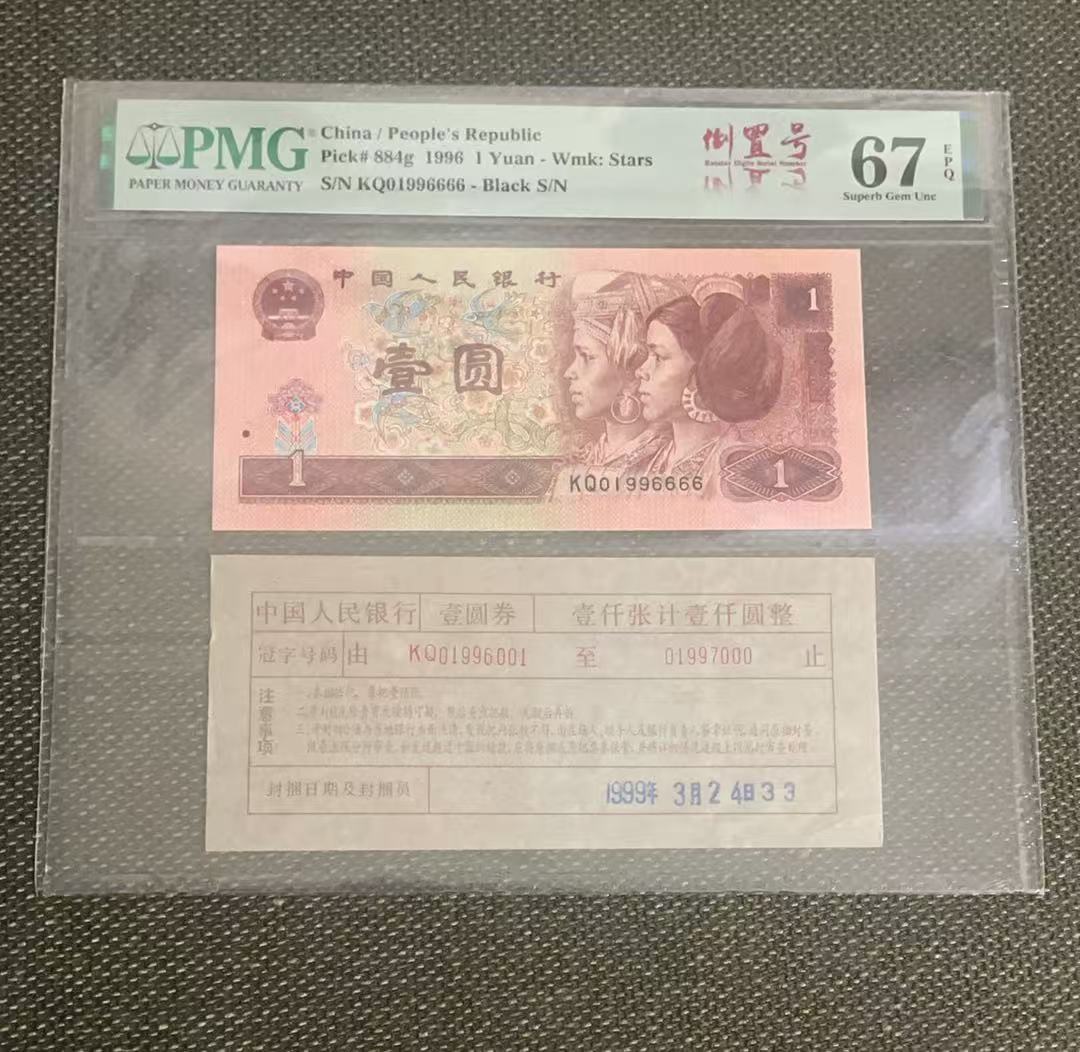 PMG
PAPER MONEY GUARANTY
China / People's Republic
Pick# 884g 1996 1 Yuan - Wmk: Stars
S/N KQ01996666 - Black S/N
倒置号
67
EPQ
Superb Gem Unc
中国人民银行
1
壹圆
1
KQ01996666
1
中国人民银行 壹圆券 壹仟张计壹仟圆整
冠字号码 由 KQ01996001 至 01997000 止
注意事项
封捆日期及封捆员 1999年 3月24日33